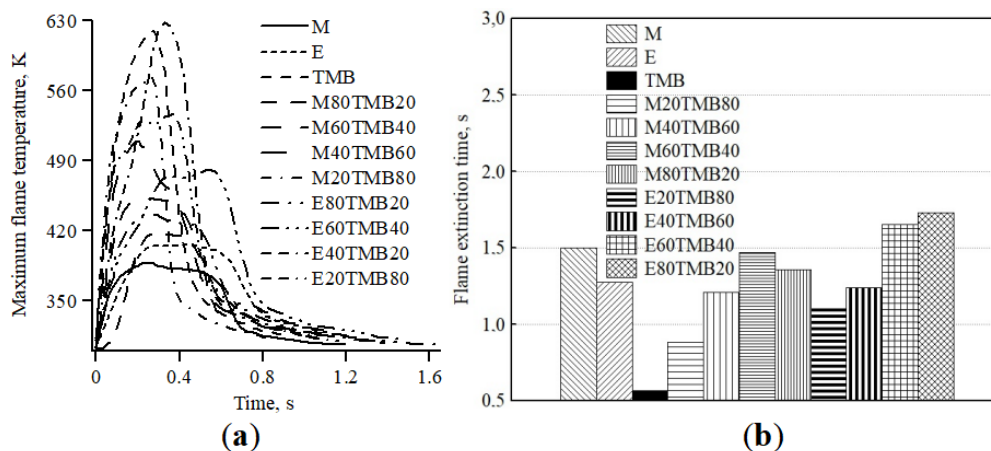 Maximum flame temperature, K
630
560
490
420
350
0
0.4
0.8
1.2
1.6
Time, s
M
E
TMB
M80TMB20
M60TMB40
M40TMB60
M20TMB80
E80TMB20
E60TMB40
E40TMB20
E20TMB80
(a)
Flame extinction time, s
3,0
2.5
2.0
1.5
1.0
0.5
M
E
TMB
M20TMB80
M40TMB60
M60TMB40
M80TMB20
E20TMB80
E40TMB60
E60TMB40
E80TMB20
(b)